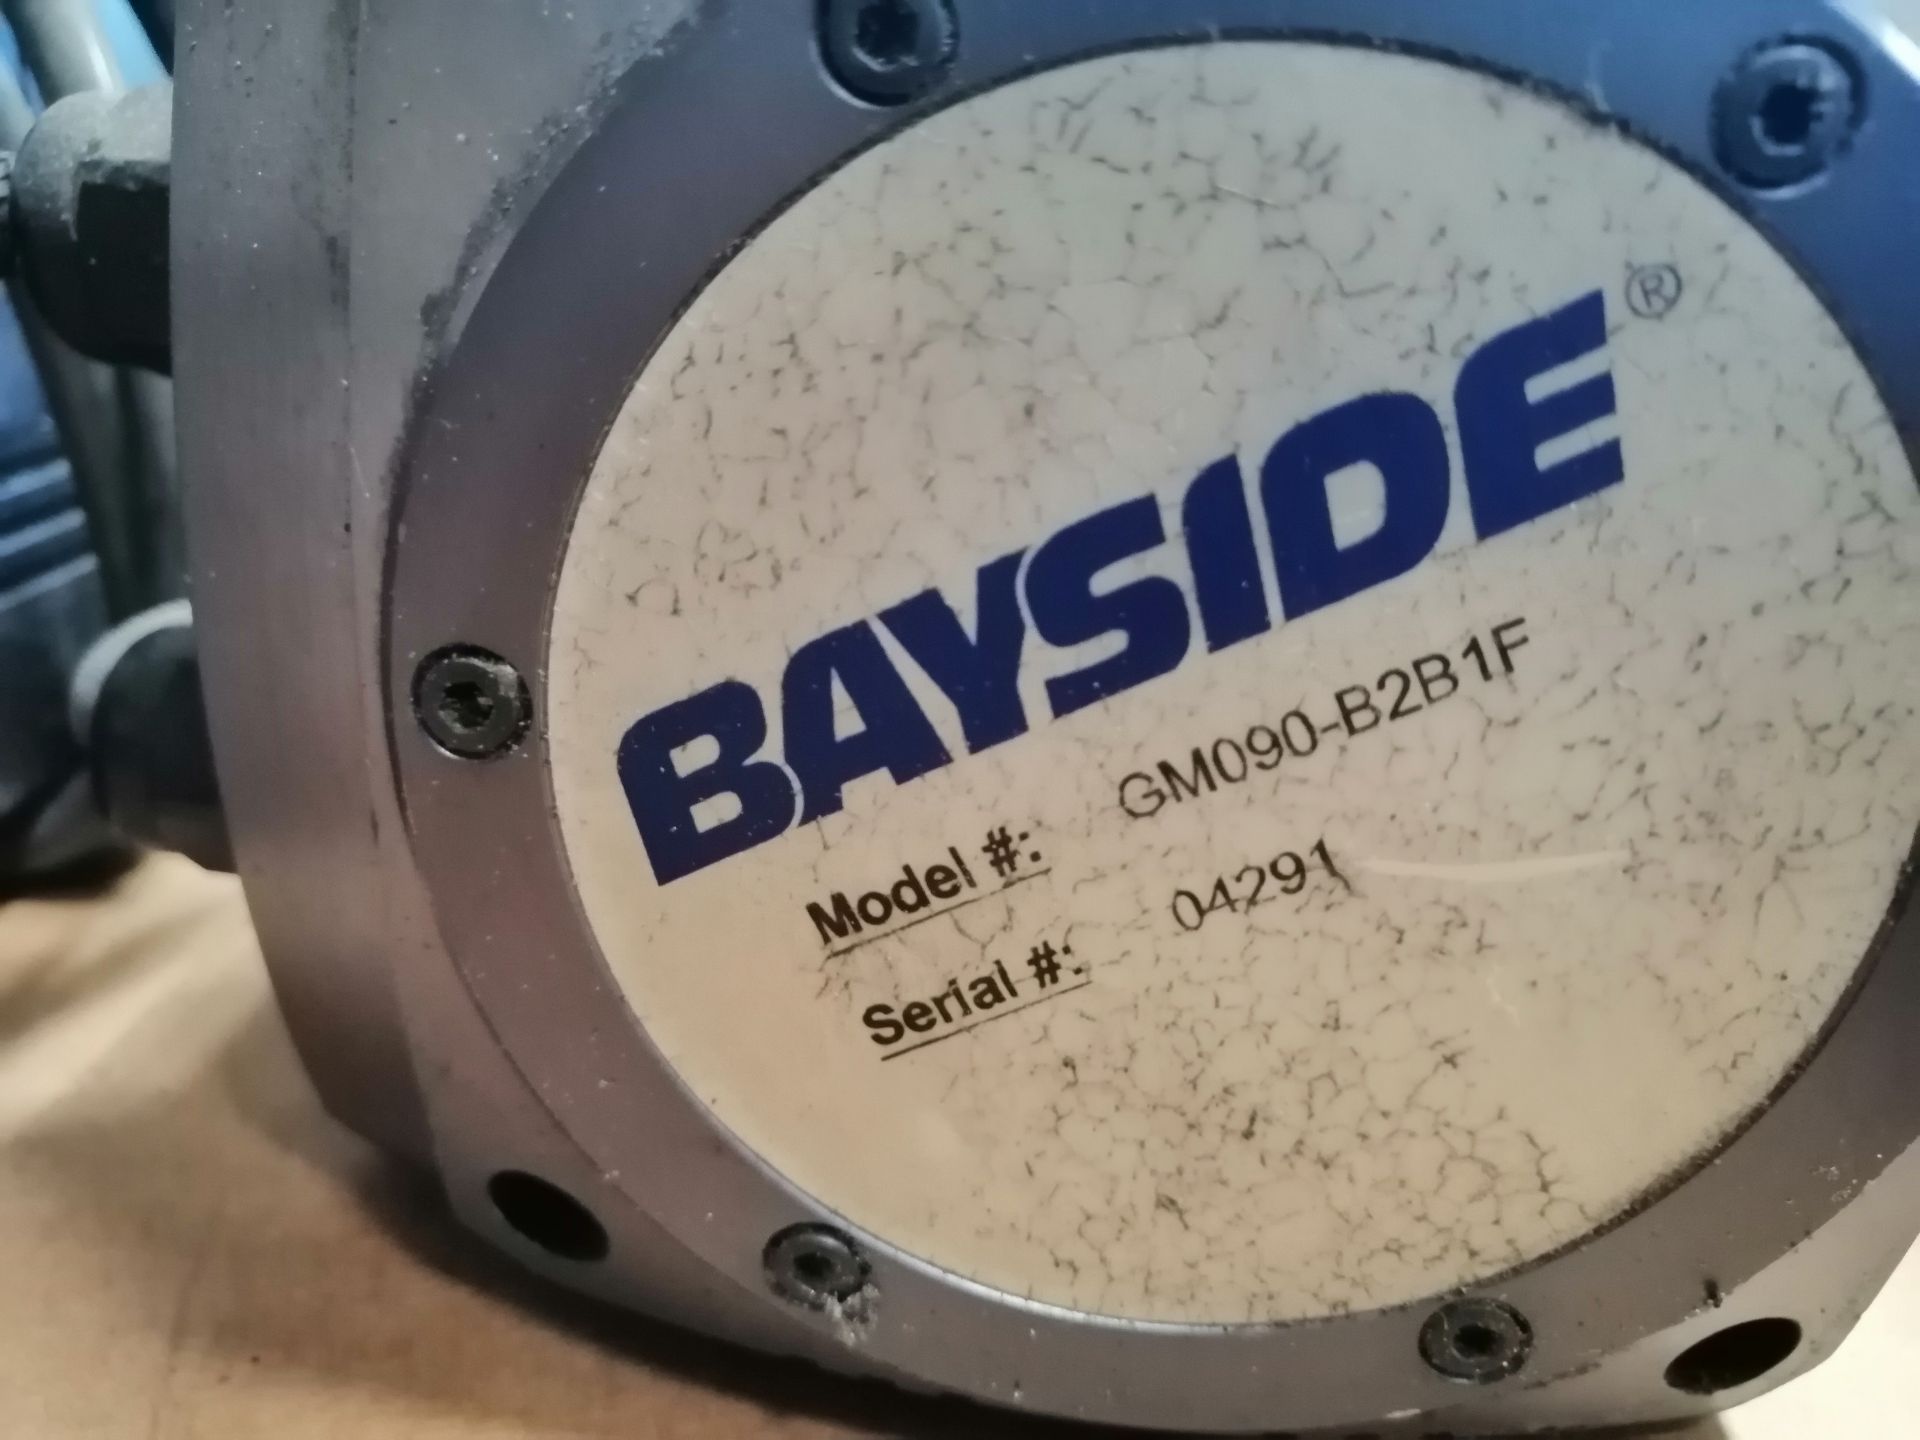 BAYSIDE®
Model #: GM090-B2B1F
Serial #: 04291